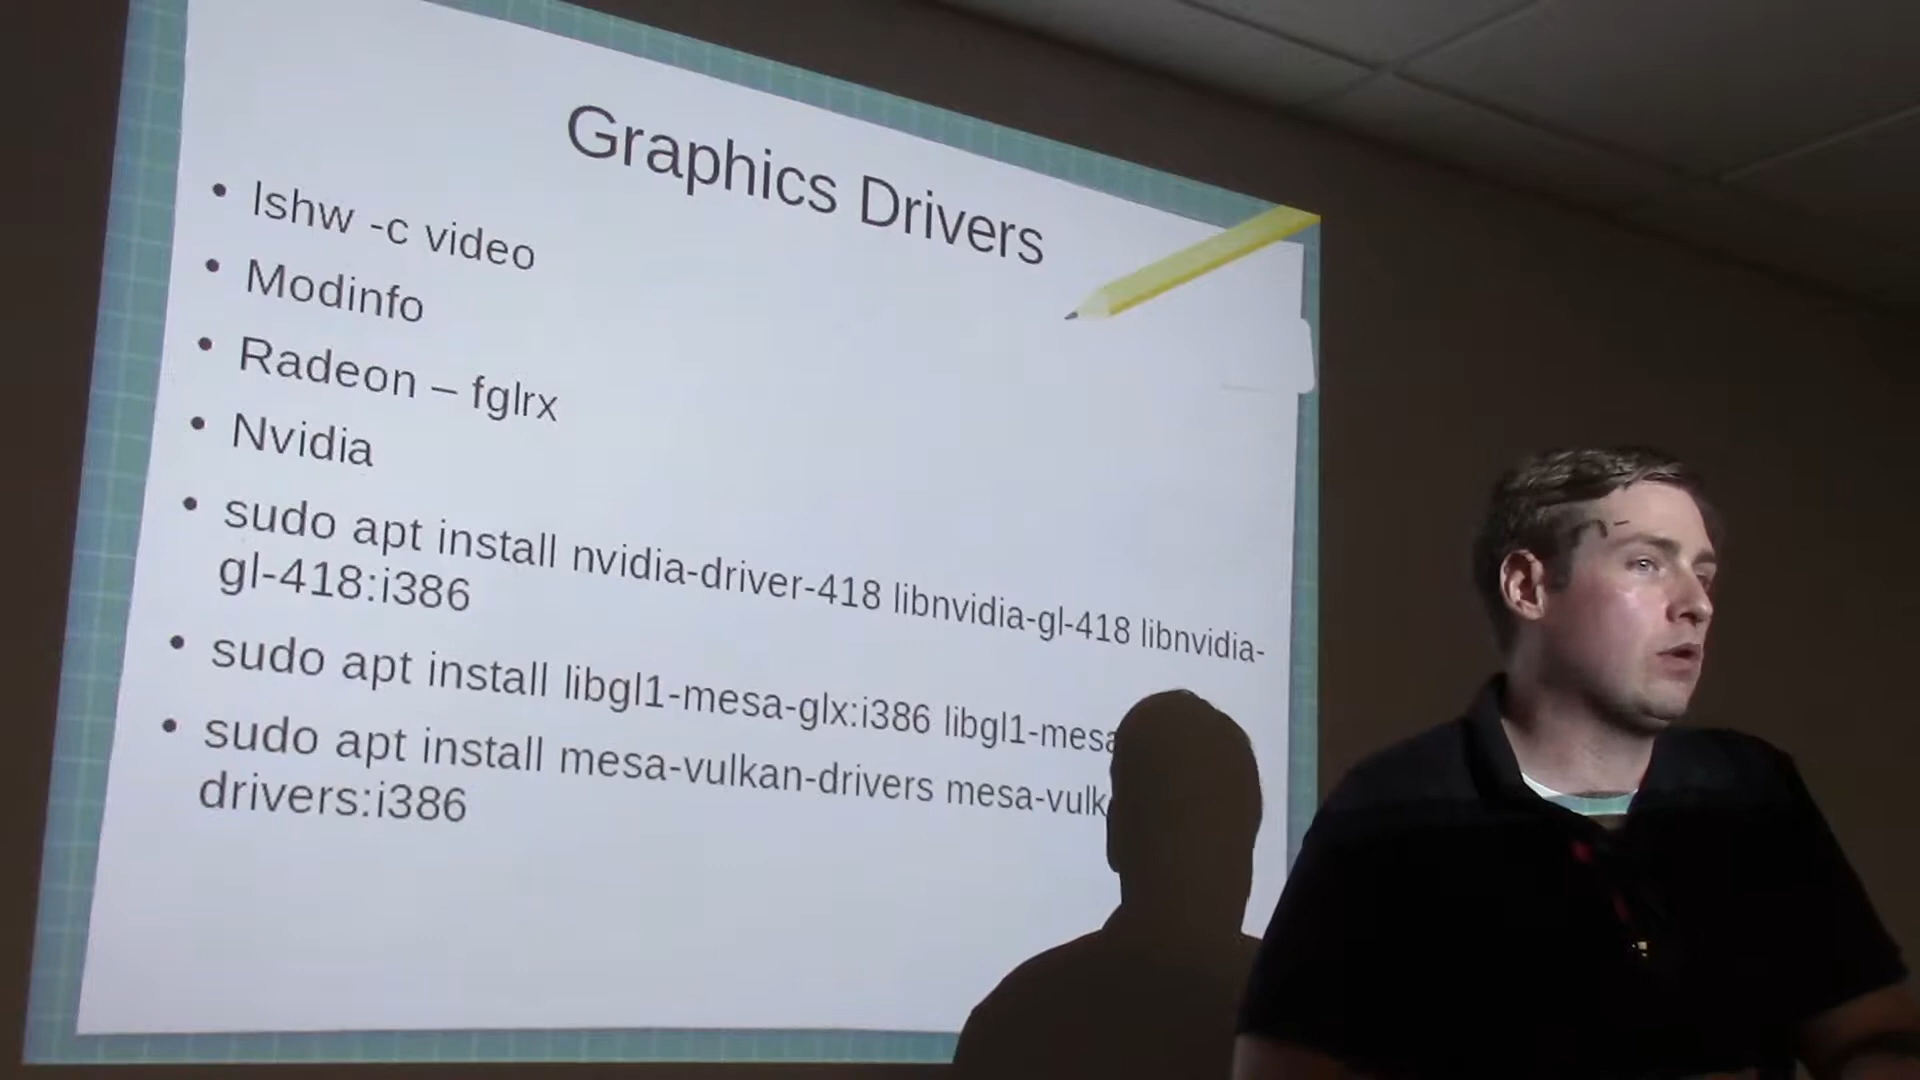 Graphics Drivers
• lshw -c video
• Modinfo
• Radeon – fglrx
• Nvidia
• sudo apt install nvidia-driver-418 libnvidia-gl-418 libnvidia-
gl-418:i386
• sudo apt install libgl1-mesa-glx:i386 libgl1-mesa
• sudo apt install mesa-vulkan-drivers mesa-vulk
drivers:i386